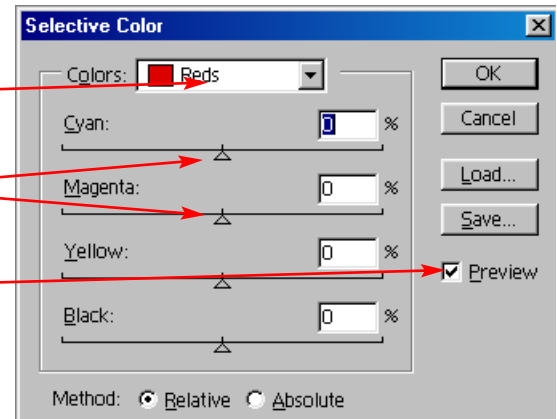 Selective Color
Colors: Reds
OK
Cyan: 0 %
Cancel
Magenta: 0 %
Load...
Save...
Yellow: 0 %
Preview
Black: 0 %
Method: Relative Absolute